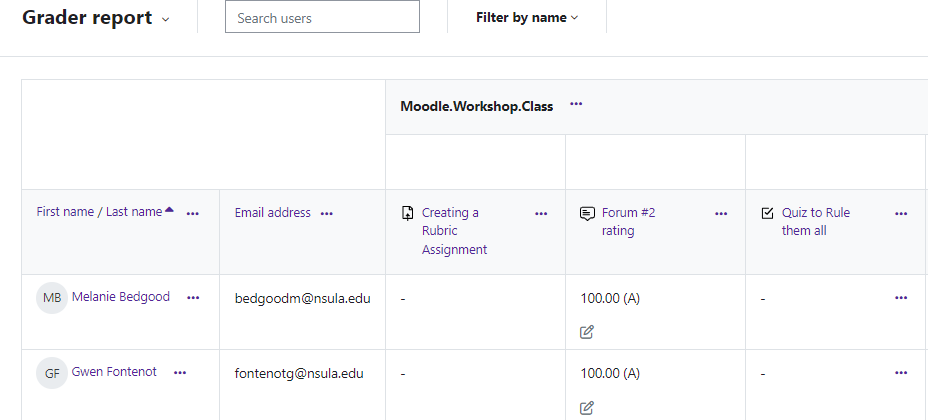 Grader report
Search users
Filter by name
Moodle.Workshop.Class
First name / Last name
Email address
Creating a
Rubric
Assignment
Forum #2
rating
Quiz to Rule
them all
MB Melanie Bedgood
bedgoodm@nsula.edu
-
100.00 (A)
-
GF Gwen Fontenot
fontenotg@nsula.edu
-
100.00 (A)
-